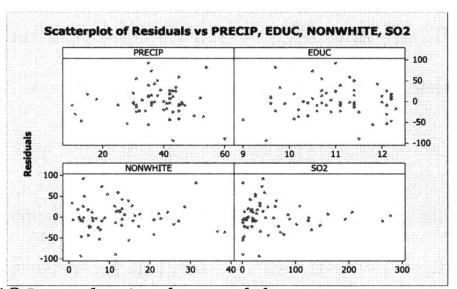 Scatterplot of Residuals vs PRECIP, EDUC, NONWHITE, SO2
PRECIP EDUC
100
50
0
-50
-100
20 40 60 9 10 11 12
Residuals
NONWHITE SO2
100
50
0
-50
-100
0 10 20 30 40 0 100 200 300